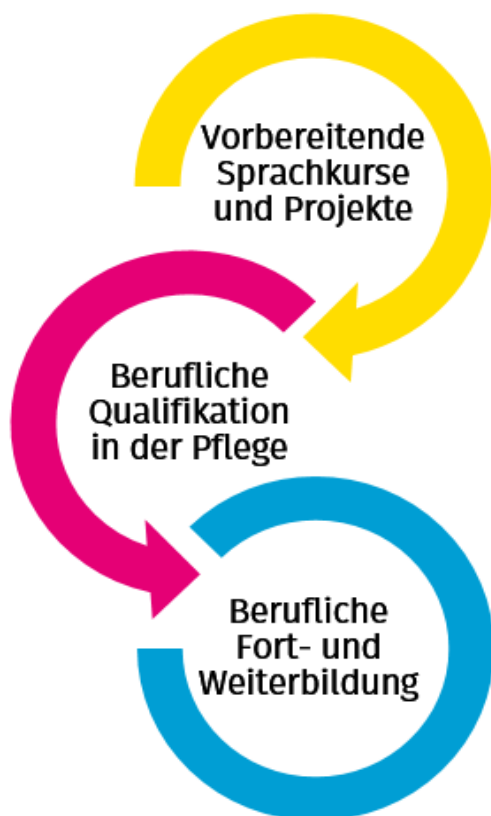 Vorbereitende
Sprachkurse
und Projekte
Berufliche
Qualifikation
in der Pflege
Berufliche
Fort- und
Weiterbildung